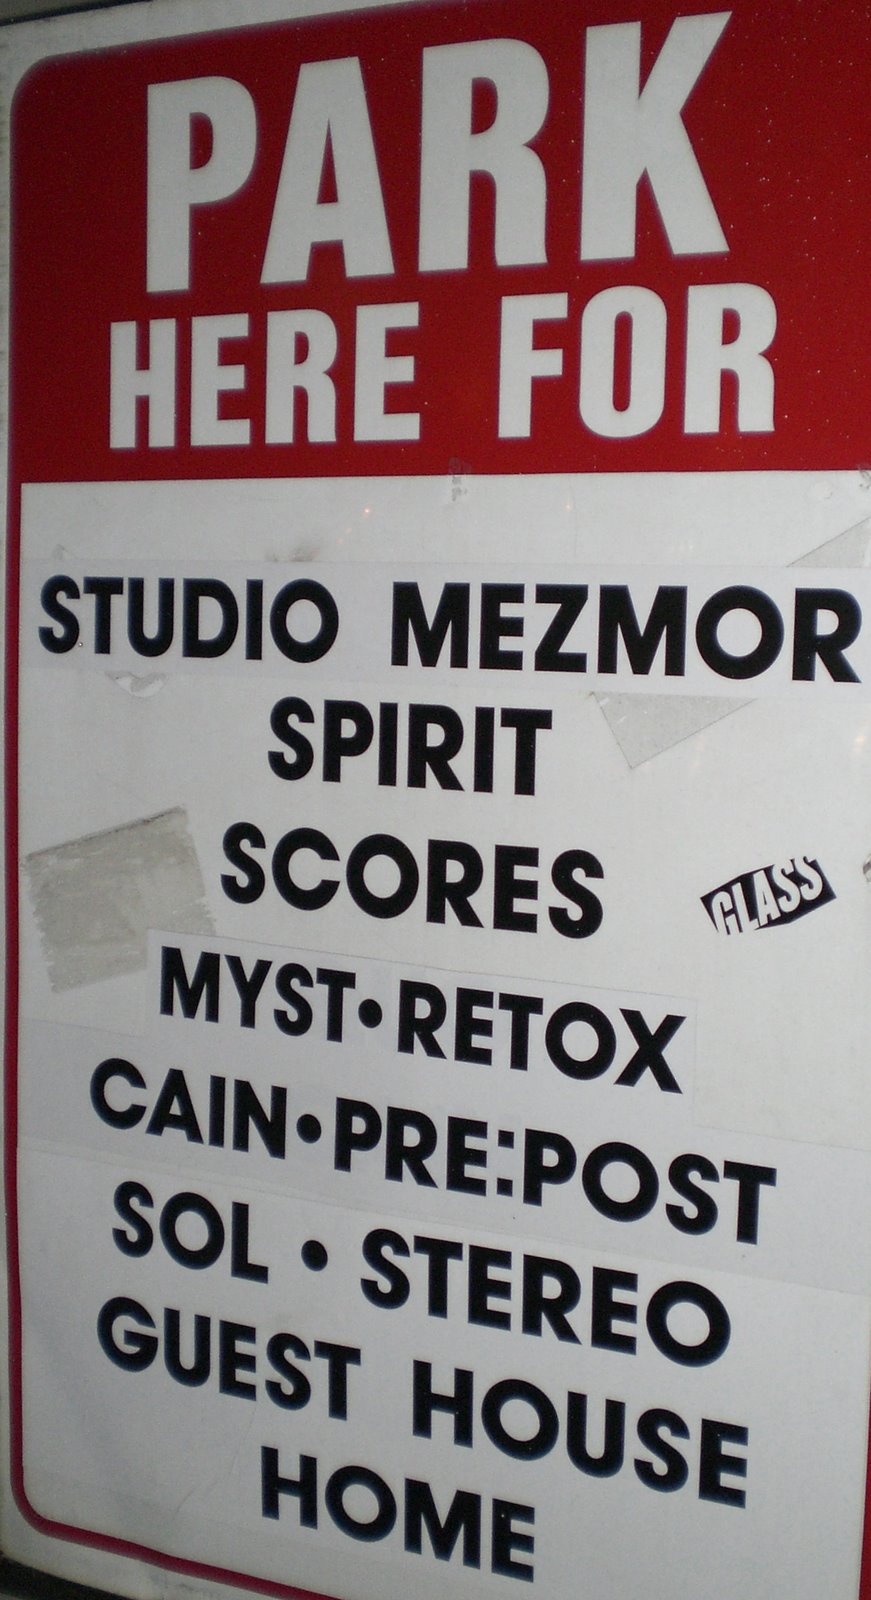 PARK
HERE FOR
STUDIO MEZMOR
SPIRIT
SCORES
GLASS
MYST•RETOX
CAIN•PRE:POST
SOL • STEREO
GUEST HOUSE
HOME